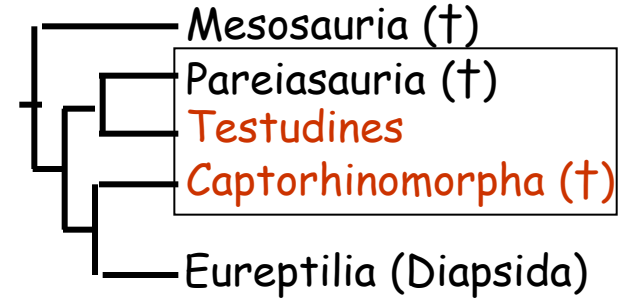 Mesosauria (†)
Pareiasauria (†)
Testudines
Captorhinomorpha (†)
Eureptilia (Diapsida)